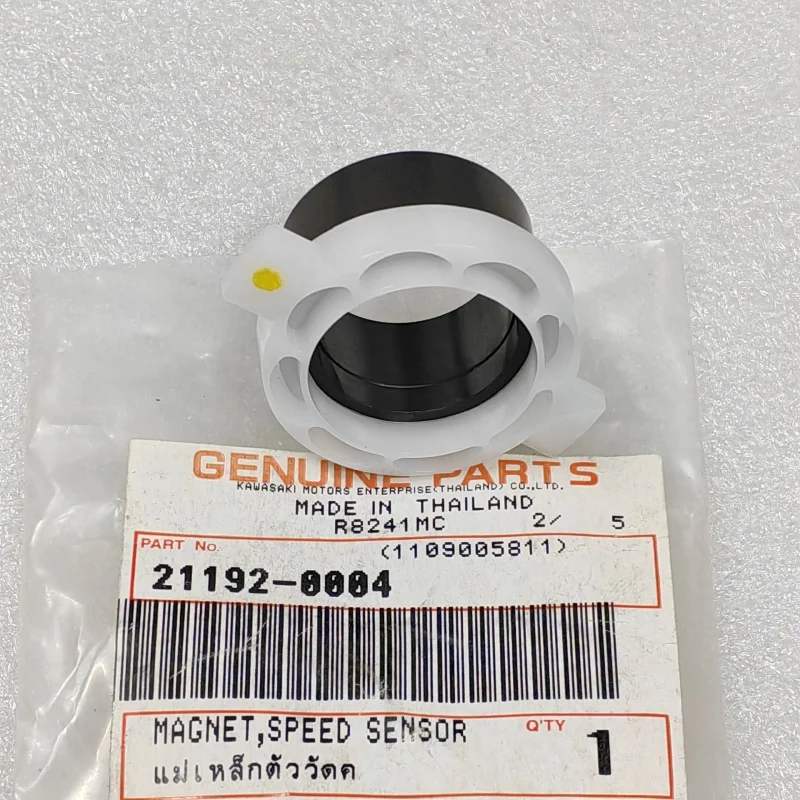 GENUINE PARTS
KAWASAKI MOTORS ENTERPRISE(THAILAND) CO.,LTD.
MADE IN THAILAND
R8241MC 2/ 5
PART No. (1109005811)
21192-0004
MAGNET,SPEED SENSOR Q'TY 1
แม่เหล็กตัววัดค